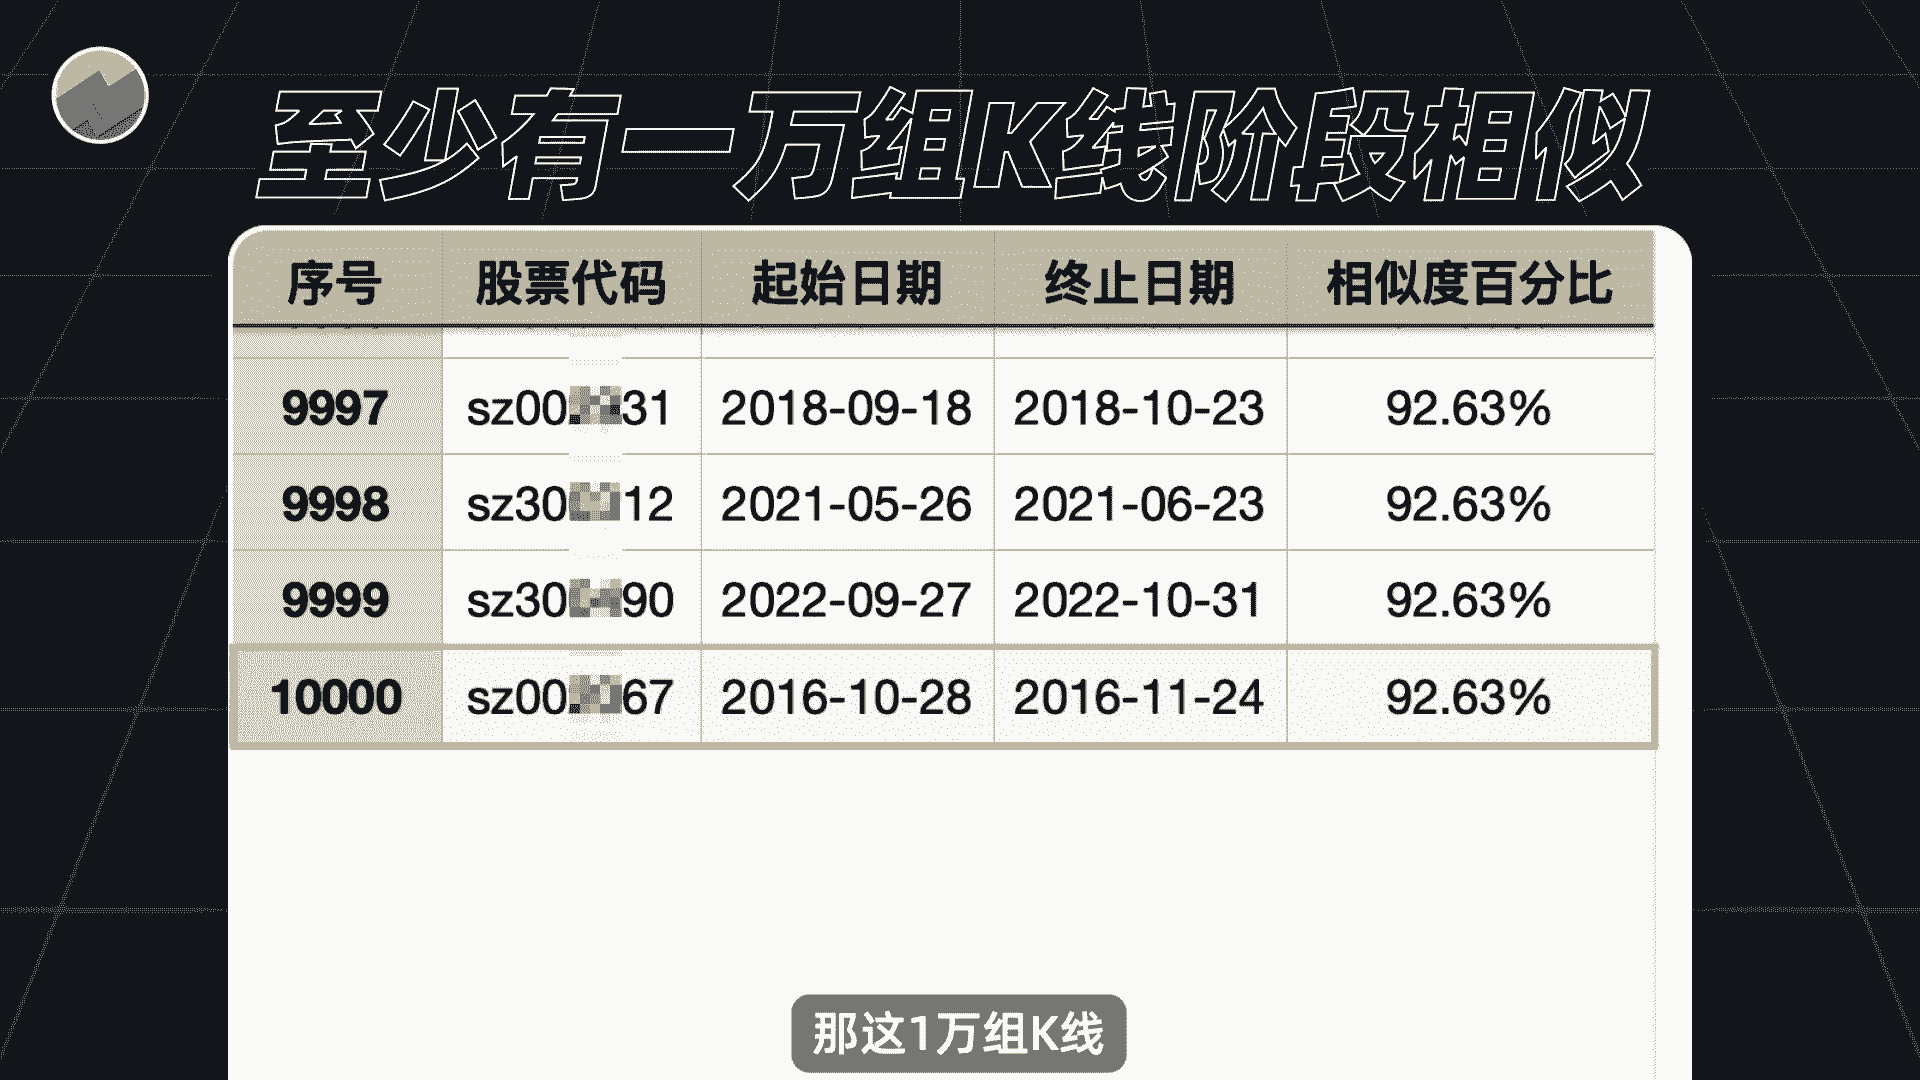 至少有一万组K线阶段相似
序号 股票代码 起始日期 终止日期 相似度百分比
9997 sz00 31 2018-09-18 2018-10-23 92.63%
9998 sz30 12 2021-05-26 2021-06-23 92.63%
9999 sz30 90 2022-09-27 2022-10-31 92.63%
10000 sz00 67 2016-10-28 2016-11-24 92.63%
那这1万组K线